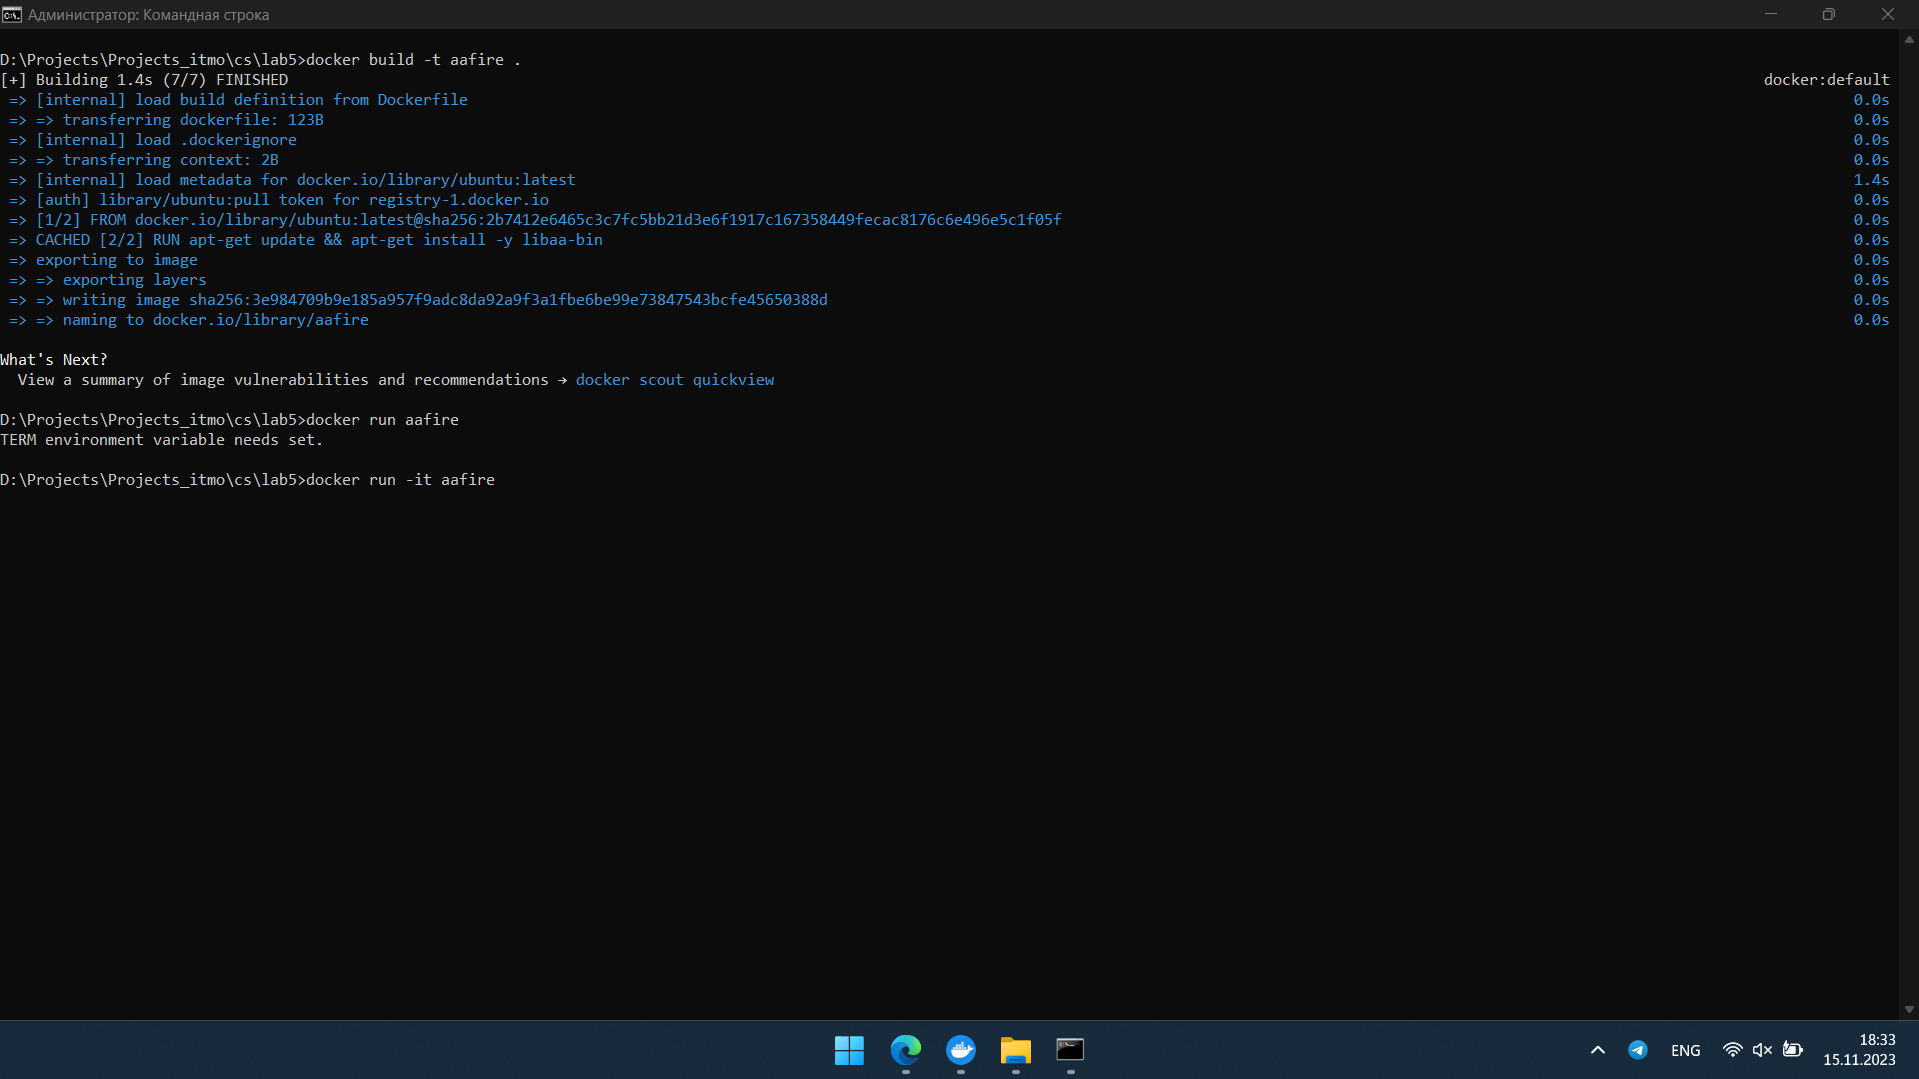 Администратор: Командная строка
D:\Projects\Projects_itmo\cs\lab5>docker build -t aafire .
[+] Building 1.4s (7/7) FINISHED docker:default
=> [internal] load build definition from Dockerfile 0.0s
=> => transferring dockerfile: 123B 0.0s
=> [internal] load .dockerignore 0.0s
=> => transferring context: 2B 0.0s
=> [internal] load metadata for docker.io/library/ubuntu:latest 1.4s
=> [auth] library/ubuntu:pull token for registry-1.docker.io 0.0s
=> [1/2] FROM docker.io/library/ubuntu:latest@sha256:2b7412e6465c3c7fc5bb21d3e6f1917c167358449fecac8176c6e496e5c1f05f 0.0s
=> CACHED [2/2] RUN apt-get update && apt-get install -y libaa-bin 0.0s
=> exporting to image 0.0s
=> => exporting layers 0.0s
=> => writing image sha256:3e984709b9e185a957f9adc8da92a9f3a1fbe6be99e73847543bcfe45650388d 0.0s
=> => naming to docker.io/library/aafire 0.0s
What's Next?
View a summary of image vulnerabilities and recommendations → docker scout quickview
D:\Projects\Projects_itmo\cs\lab5>docker run aafire
TERM environment variable needs set.
D:\Projects\Projects_itmo\cs\lab5>docker run -it aafire
ENG
18:33
15.11.2023